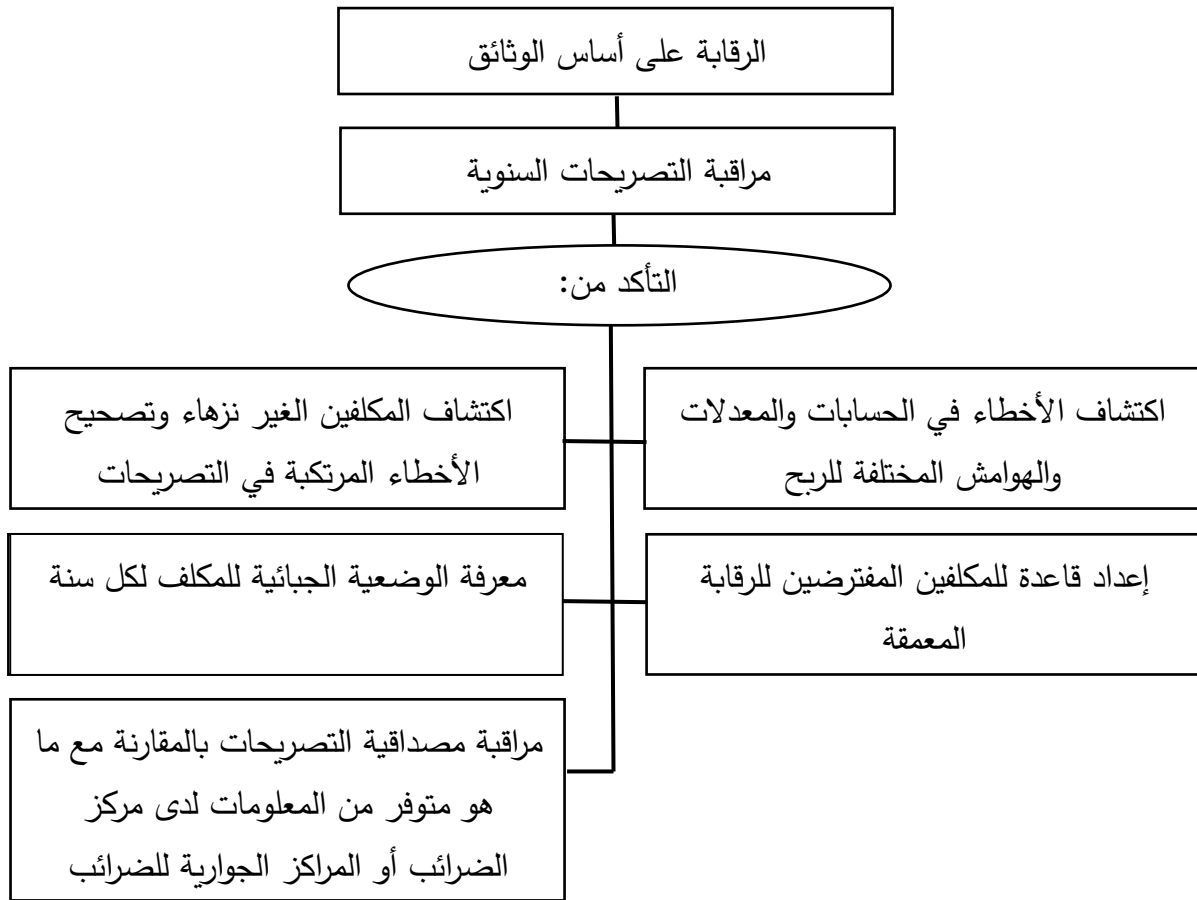 الرقابة على أساس الوثائق
مراقبة التصريحات السنوية
التأكد من:
اكتشاف الأخطاء في الحسابات والمعدلات
والهوامش المختلفة للربح
اكتشاف المكلفين الغير نزهاء وتصحيح
الأخطاء المرتكبة في التصريحات
إعداد قاعدة للمكلفين المفترضين للرقابة
المعمقة
معرفة الوضعية الجبائية للمكلف لكل سنة
مراقبة مصداقية التصريحات بالمقارنة مع ما
هو متوفر من المعلومات لدى مركز
الضرائب أو المراكز الجوارية للضرائب